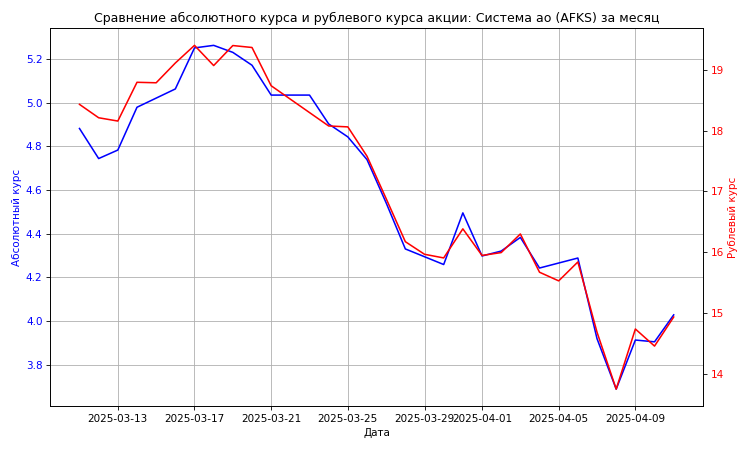 Сравнение абсолютного курса и рублевого курса акции: Система ао (AFKS) за месяц
Абсолютный курс
5.2
5.0
4.8
4.6
4.4
4.2
4.0
3.8
19
18
17
16
15
14
Рублевый курс
2025-03-13 2025-03-17 2025-03-21 2025-03-25 2025-03-29 2025-04-01 2025-04-05 2025-04-09
Дата